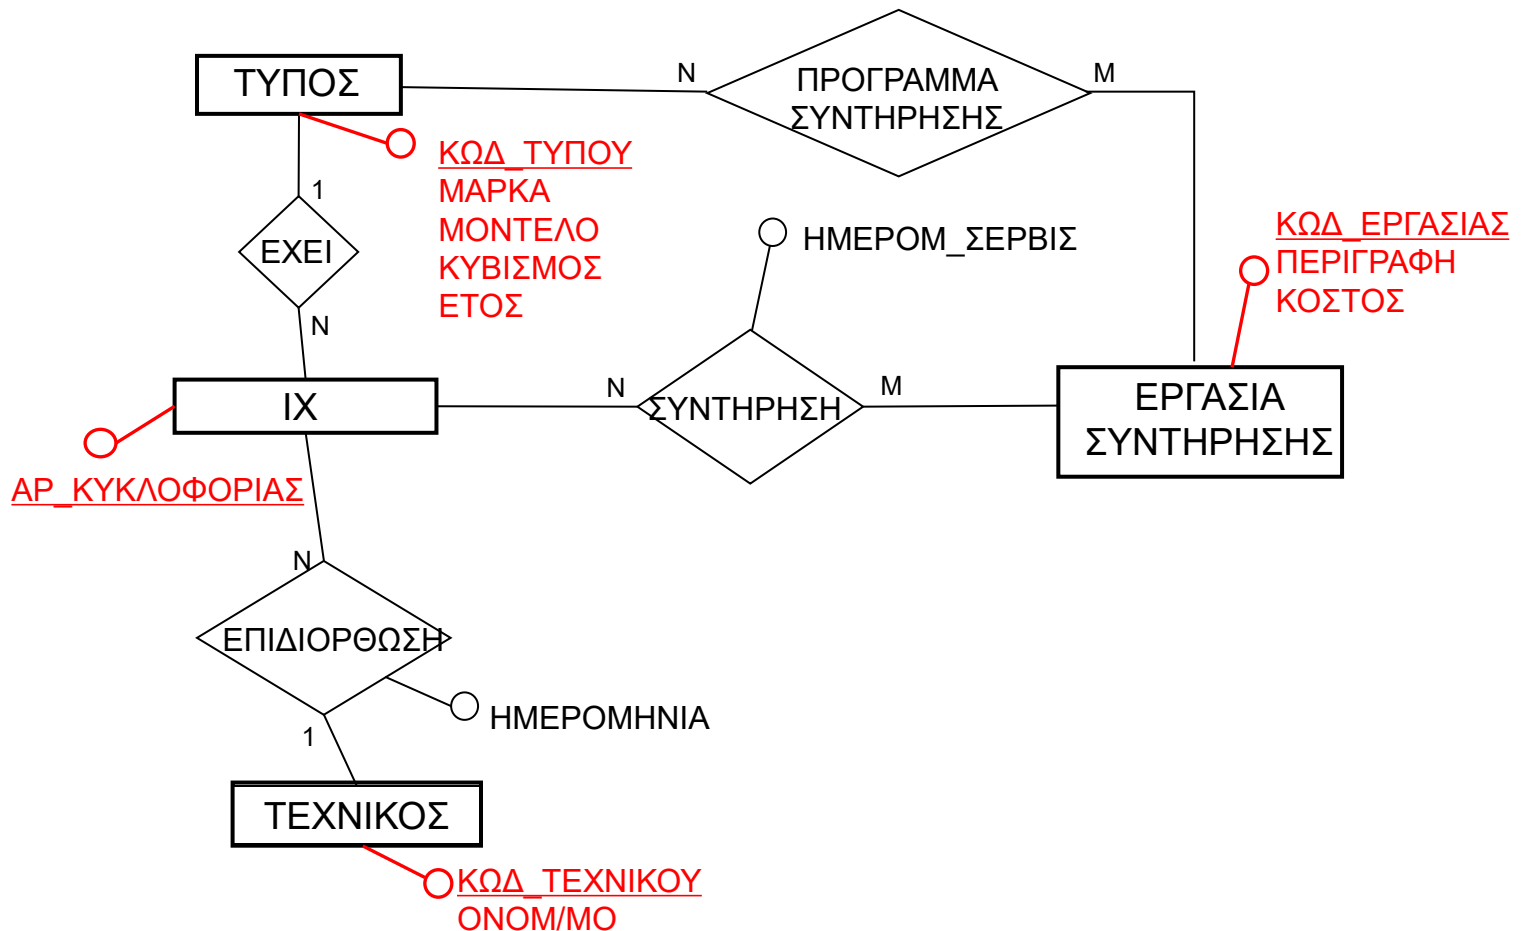 ΤΥΠΟΣ
N
ΠΡΟΓΡΑΜΜΑ
ΣΥΝΤΗΡΗΣΗΣ
M
ΚΩΔ_ΤΥΠΟΥ
ΜΑΡΚΑ
ΜΟΝΤΕΛΟ
ΚΥΒΙΣΜΟΣ
ΕΤΟΣ
1
ΕΧΕΙ
N
ΗΜΕΡΟΜ_ΣΕΡΒΙΣ
ΚΩΔ_ΕΡΓΑΣΙΑΣ
ΠΕΡΙΓΡΑΦΗ
ΚΟΣΤΟΣ
ΙΧ
N
ΣΥΝΤΗΡΗΣΗ
M
ΕΡΓΑΣΙΑ
ΣΥΝΤΗΡΗΣΗΣ
ΑΡ_ΚΥΚΛΟΦΟΡΙΑΣ
N
ΕΠΙΔΙΟΡΘΩΣΗ
ΗΜΕΡΟΜΗΝΙΑ
1
ΤΕΧΝΙΚΟΣ
ΚΩΔ_ΤΕΧΝΙΚΟΥ
ΟΝΟΜ/ΜΟ